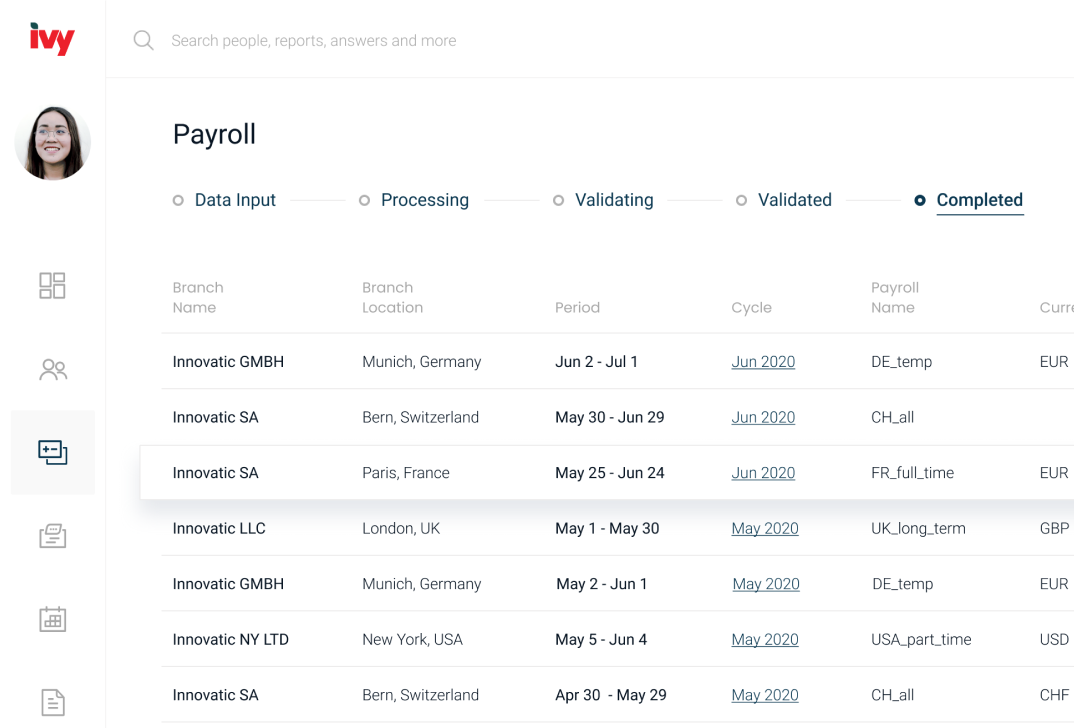 ivy
Search people, reports, answers and more
Payroll
Data Input Processing Validating Validated Completed
Branch Name Branch Location Period Cycle Payroll Name Curre
Innovatic GMBH Munich, Germany Jun 2 - Jul 1 Jun 2020 DE_temp EUR
Innovatic SA Bern, Switzerland May 30 - Jun 29 Jun 2020 CH_all
Innovatic SA Paris, France May 25 - Jun 24 Jun 2020 FR_full_time EUR
Innovatic LLC London, UK May 1 - May 30 May 2020 UK_long_term GBP
Innovatic GMBH Munich, Germany May 2 - Jun 1 May 2020 DE_temp EUR
Innovatic NY LTD New York, USA May 5 - Jun 4 May 2020 USA_part_time USD
Innovatic SA Bern, Switzerland Apr 30 - May 29 May 2020 CH_all CHF